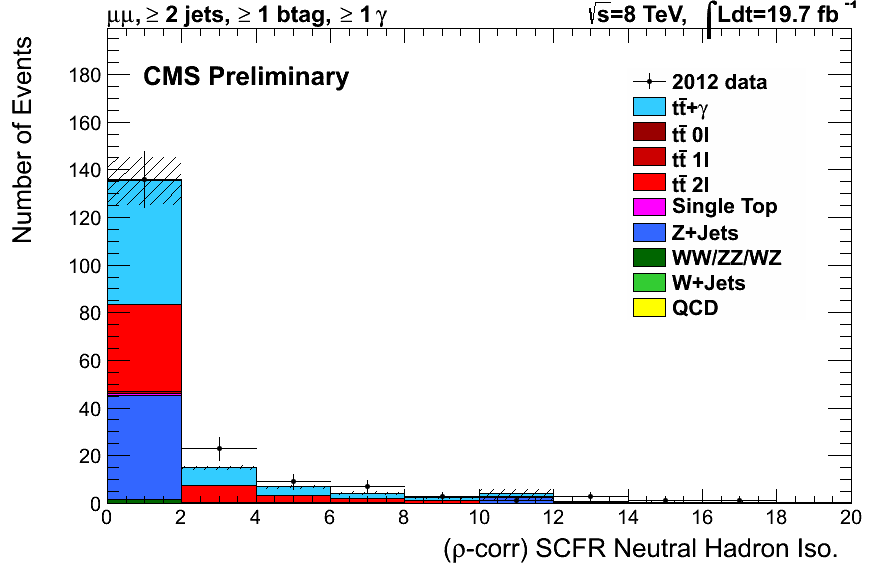 μμ, ≥ 2 jets, ≥ 1 btag, ≥ 1 γ
√s=8 TeV, ∫Ldt=19.7 fb⁻¹
CMS Preliminary
2012 data
tt̄+γ
tt̄ 0l
tt̄ 1l
tt̄ 2l
Single Top
Z+Jets
WW/ZZ/WZ
W+Jets
QCD
Number of Events
180
160
140
120
100
80
60
40
20
0
0 2 4 6 8 10 12 14 16 18 20
(ρ-corr) SCFR Neutral Hadron Iso.